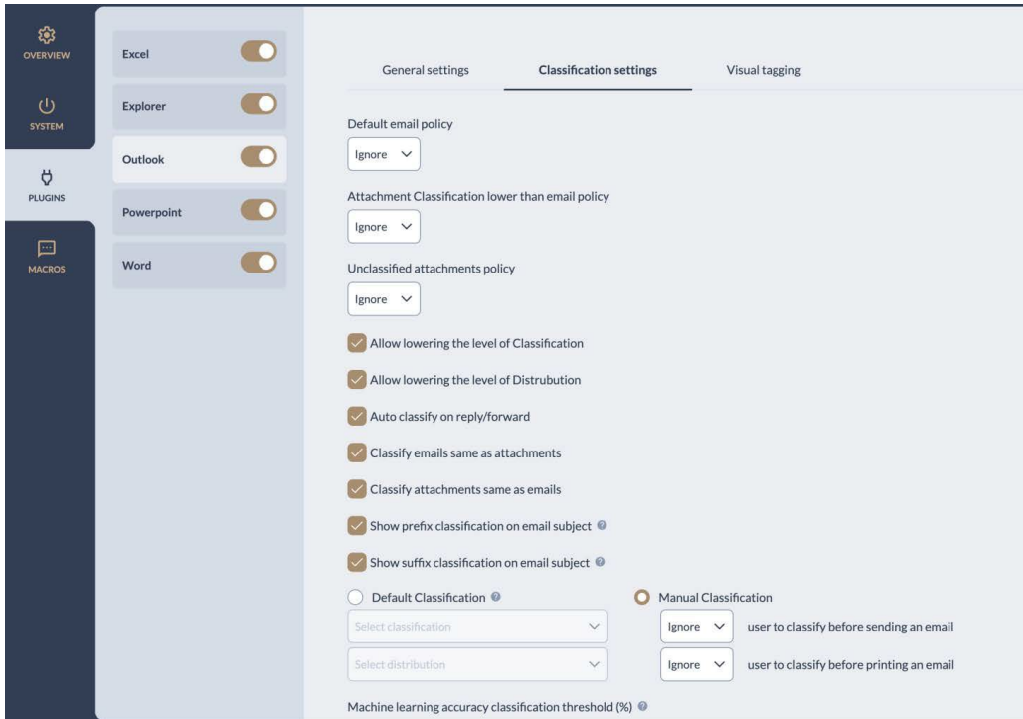 OVERVIEW
SYSTEM
PLUGINS
MACROS
Excel
Explorer
Outlook
Powerpoint
Word
General settings Classification settings Visual tagging
Default email policy
Ignore
Attachment Classification lower than email policy
Ignore
Unclassified attachments policy
Ignore
Allow lowering the level of Classification
Allow lowering the level of Distrubution
Auto classify on reply/forward
Classify emails same as attachments
Classify attachments same as emails
Show prefix classification on email subject ?
Show suffix classification on email subject ?
Default Classification ? Manual Classification
Select classification Ignore user to classify before sending an email
Select distribution Ignore user to classify before printing an email
Machine learning accuracy classification threshold (%) ?